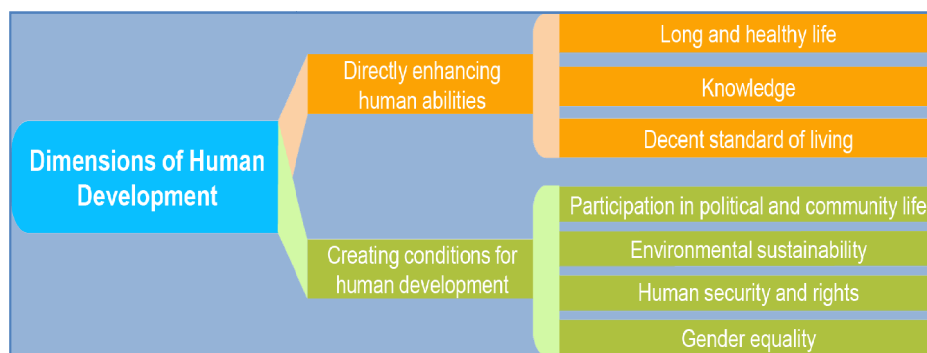 Dimensions of Human
Development
Directly enhancing
human abilities
Long and healthy life
Knowledge
Decent standard of living
Creating conditions for
human development
Participation in political and community life
Environmental sustainability
Human security and rights
Gender equality